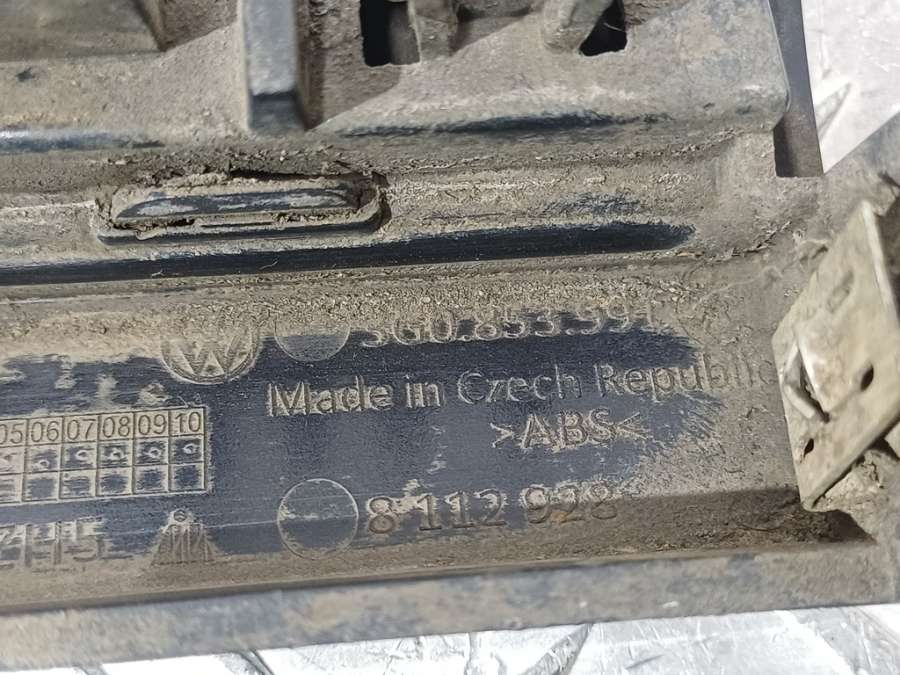 3G0.853.991
Made in Czech Republic
>ABS<
05 06 07 08 09 10
8 112 928